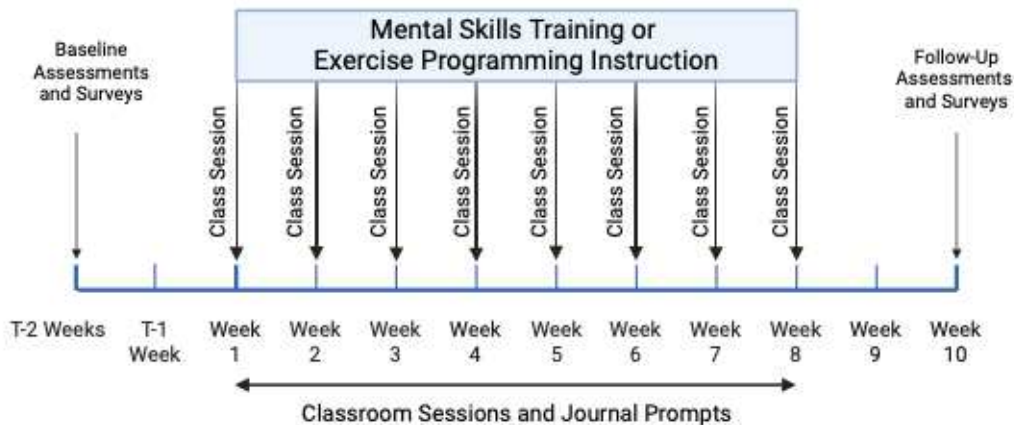 Mental Skills Training or
Exercise Programming Instruction
Baseline
Assessments
and Surveys
Follow-Up
Assessments
and Surveys
Class Session
Class Session
Class Session
Class Session
Class Session
Class Session
Class Session
Class Session
T-2 Weeks
T-1
Week
Week
1
Week
2
Week
3
Week
4
Week
5
Week
6
Week
7
Week
8
Week
9
Week
10
Classroom Sessions and Journal Prompts